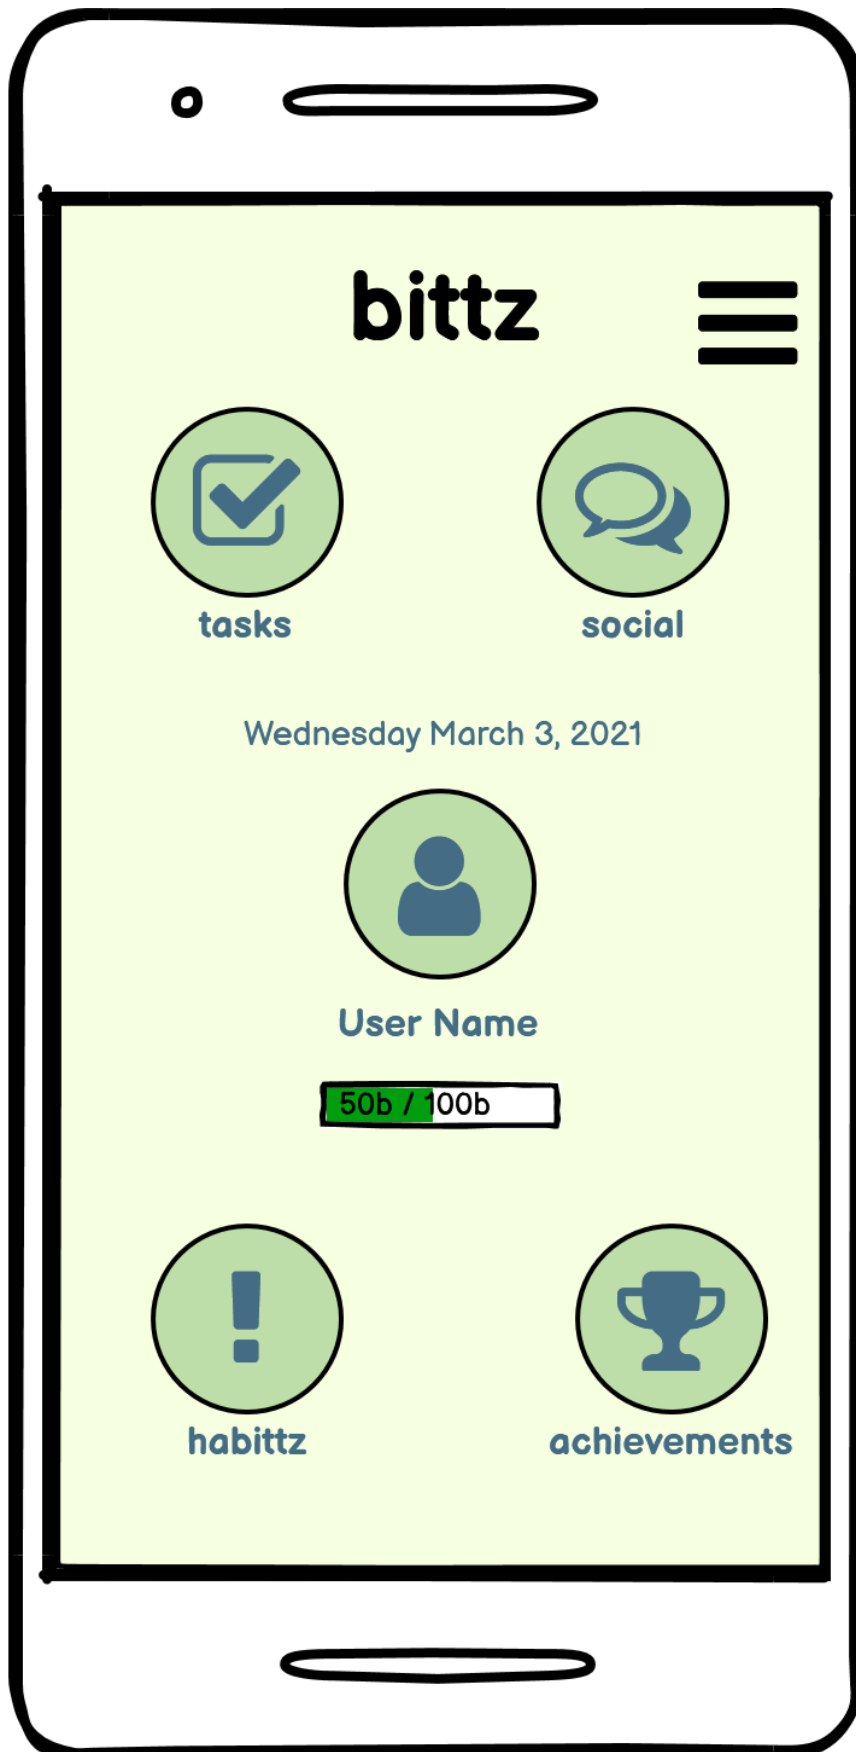 bittz
tasks
social
Wednesday March 3, 2021
User Name
50b / 100b
habittz
achievements